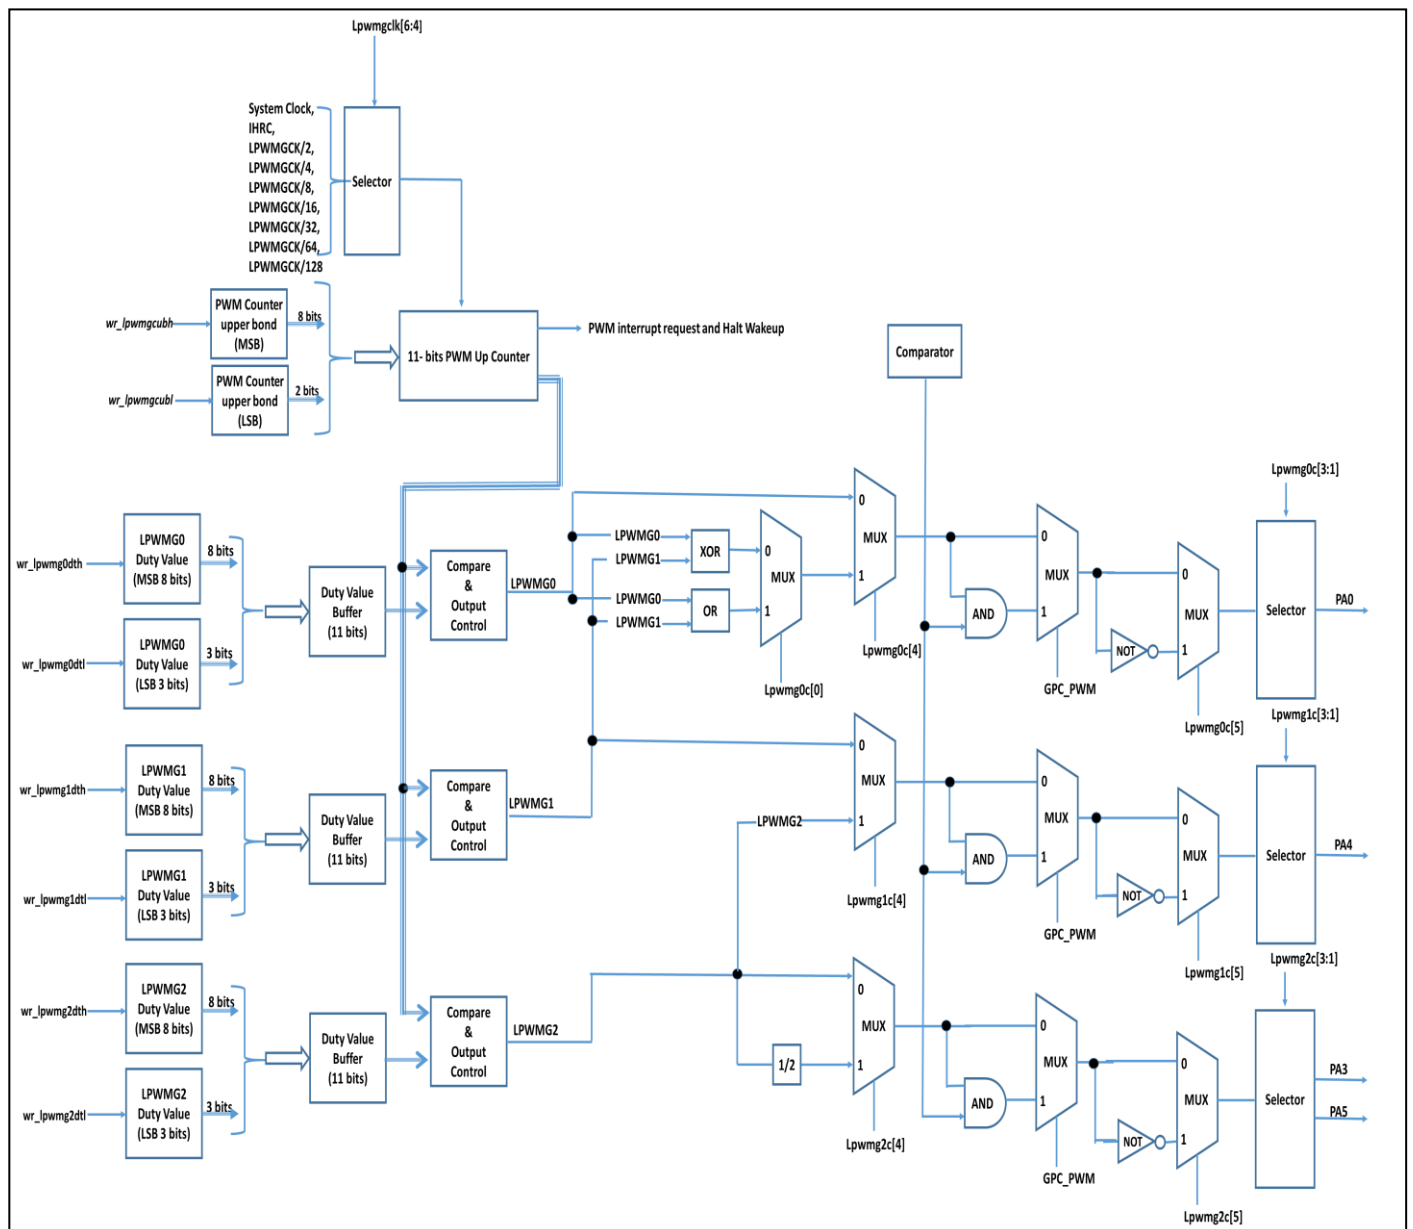 Lpwmgclk[6:4]
System Clock,
IHRC,
LPWMGCK/2,
LPWMGCK/4,
LPWMGCK/8,
LPWMGCK/16,
LPWMGCK/32,
LPWMGCK/64,
LPWMGCK/128
Selector
wr_lpwmgcubh
PWM Counter
upper bond
(MSB)
8 bits
wr_lpwmgcubl
PWM Counter
upper bond
(LSB)
2 bits
11- bits PWM Up Counter
PWM interrupt request and Halt Wakeup
Comparator
wr_lpwmg0dth
LPWMG0
Duty Value
(MSB 8 bits)
8 bits
wr_lpwmg0dtl
LPWMG0
Duty Value
(LSB 3 bits)
3 bits
Duty Value
Buffer
(11 bits)
Compare
&
Output
Control
LPWMG0
LPWMG0
LPWMG1
XOR
LPWMG0
LPWMG1
OR
0
MUX
1
Lpwmg0c[0]
0
MUX
1
Lpwmg0c[4]
AND
0
MUX
1
GPC_PWM
NOT
0
MUX
1
Lpwmg0c[5]
Lpwmg0c[3:1]
Selector
PA0
wr_lpwmg1dth
LPWMG1
Duty Value
(MSB 8 bits)
8 bits
wr_lpwmg1dtl
LPWMG1
Duty Value
(LSB 3 bits)
3 bits
Duty Value
Buffer
(11 bits)
Compare
&
Output
Control
LPWMG1
LPWMG2
0
MUX
1
Lpwmg1c[4]
AND
0
MUX
1
GPC_PWM
NOT
0
MUX
1
Lpwmg1c[5]
Lpwmg1c[3:1]
Selector
PA4
wr_lpwmg2dth
LPWMG2
Duty Value
(MSB 8 bits)
8 bits
wr_lpwmg2dtl
LPWMG2
Duty Value
(LSB 3 bits)
3 bits
Duty Value
Buffer
(11 bits)
Compare
&
Output
Control
LPWMG2
1/2
0
MUX
1
Lpwmg2c[4]
AND
0
MUX
1
GPC_PWM
NOT
0
MUX
1
Lpwmg2c[5]
Lpwmg2c[3:1]
Selector
PA3
PA5